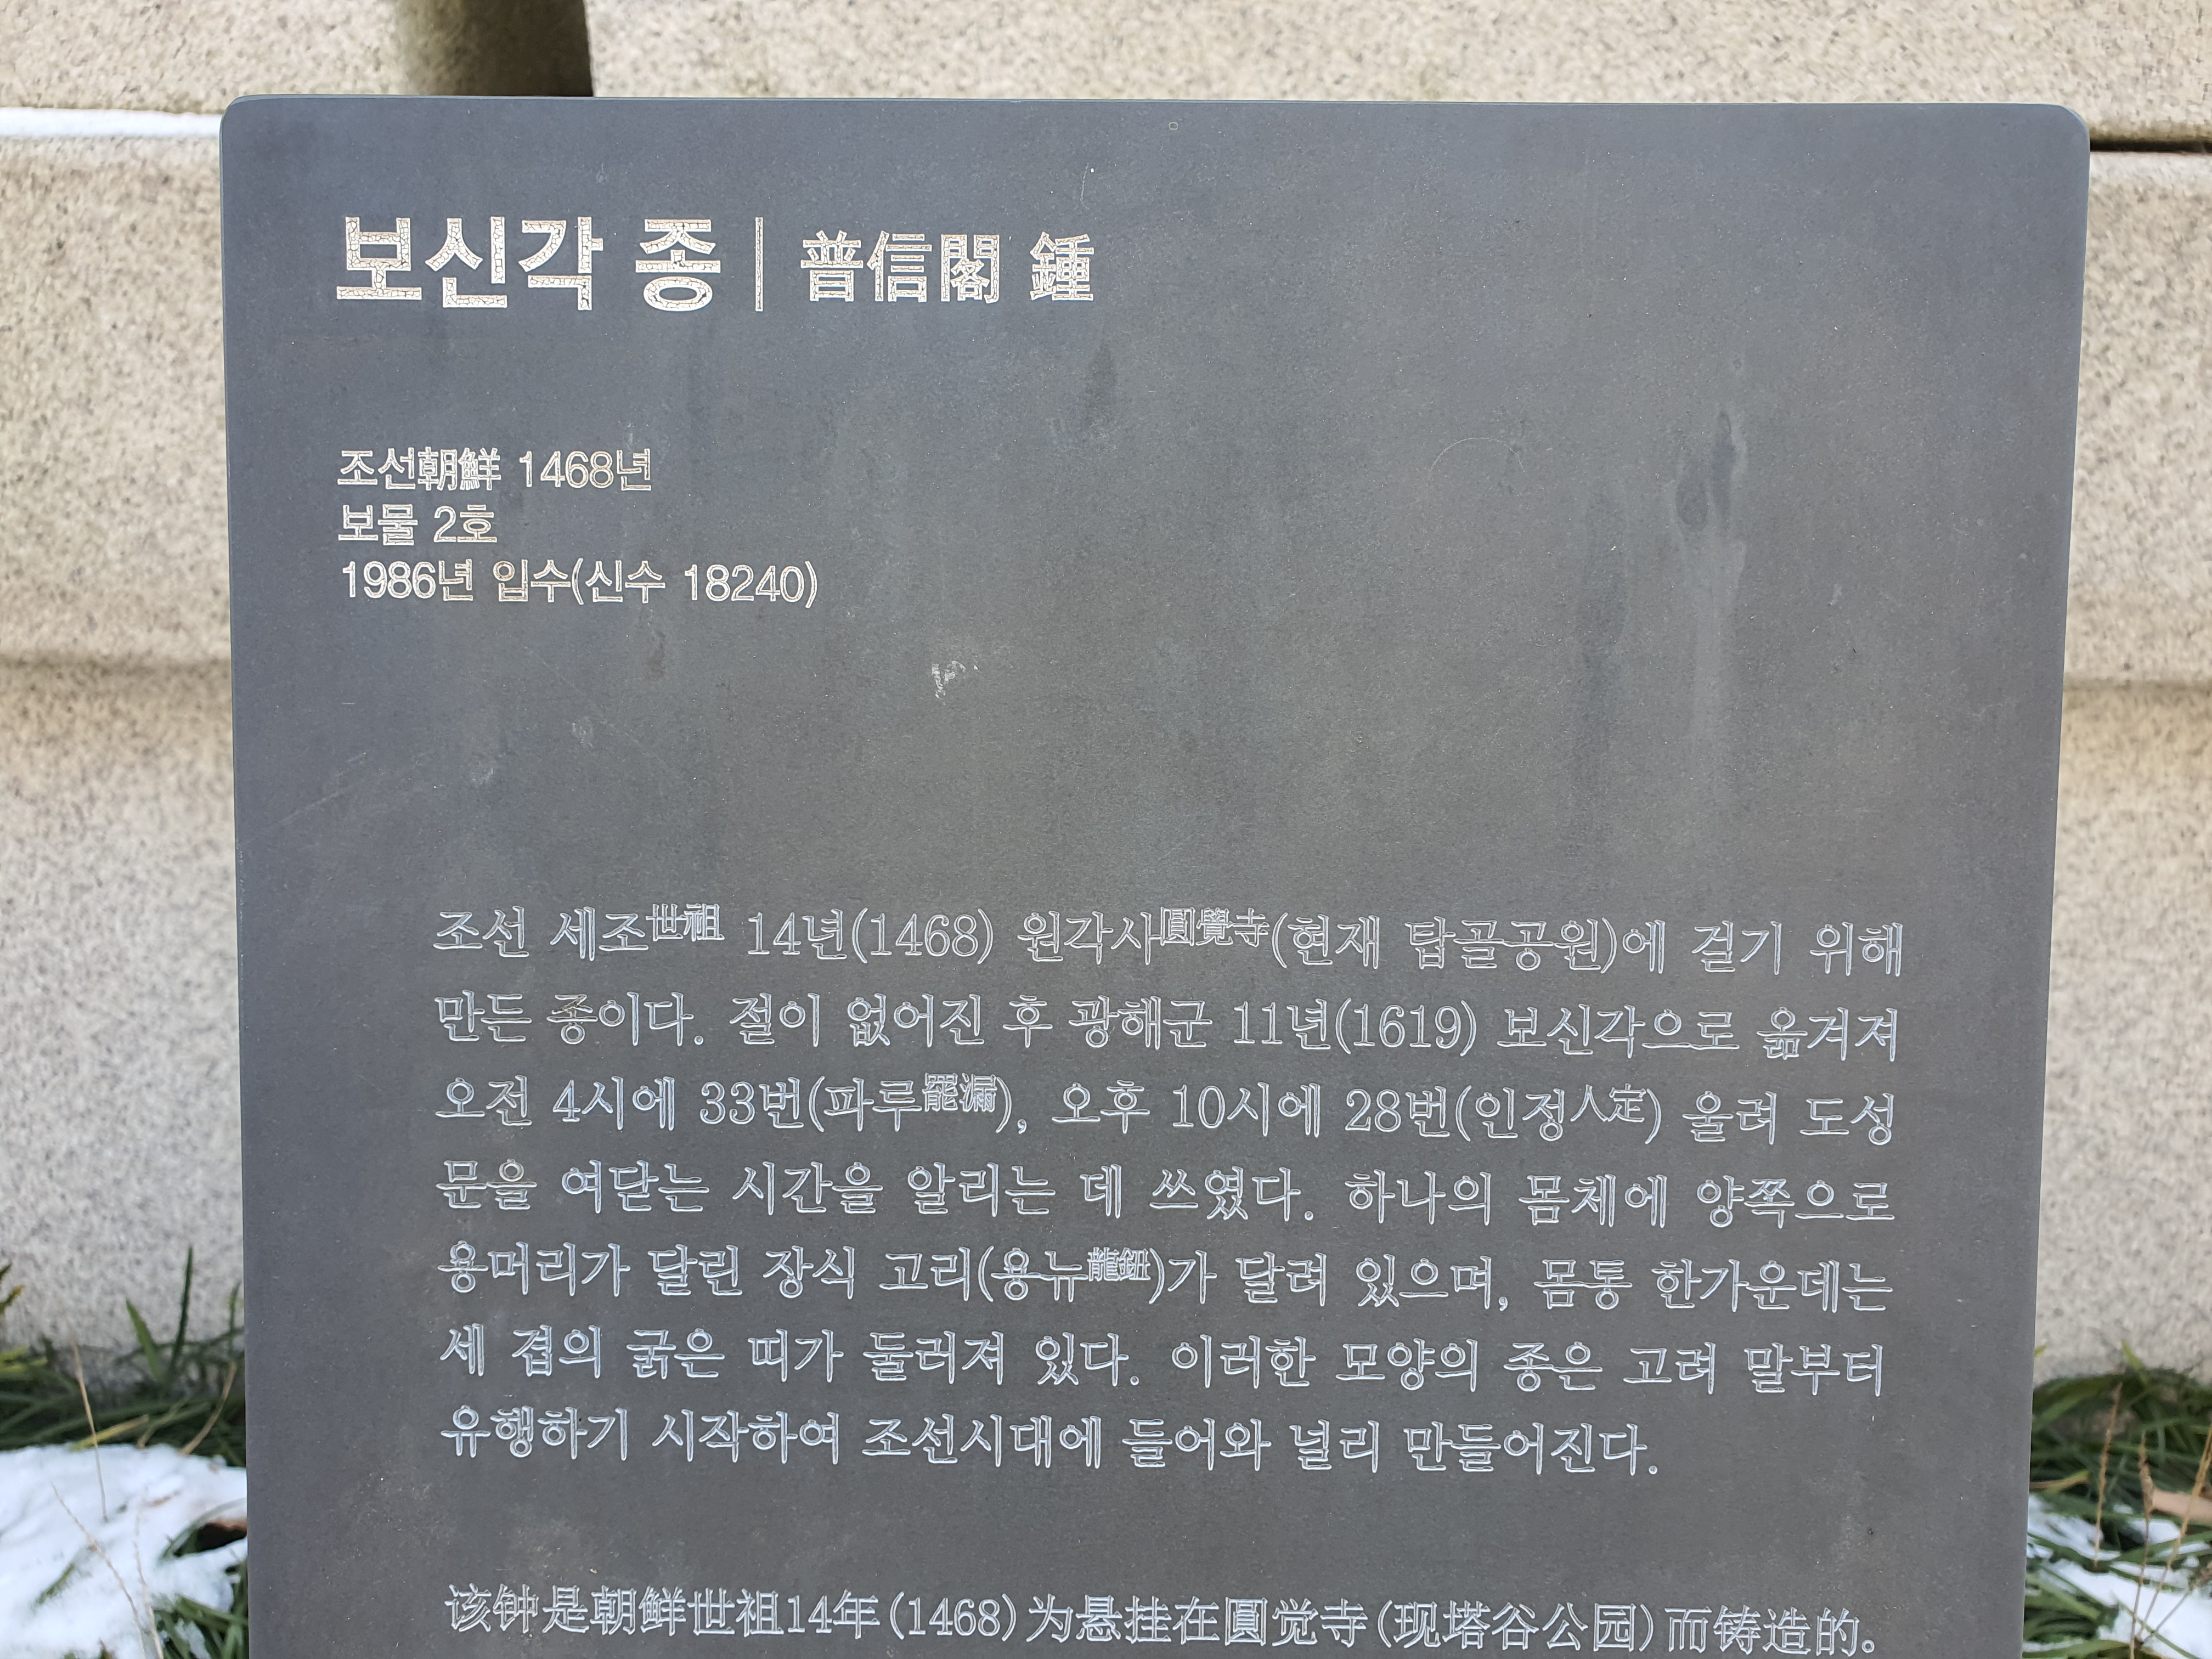 보신각 종 | 普信閣 鍾
조선朝鮮 1468년
보물 2호
1986년 입수(신수 18240)
조선 세조世祖 14년(1468) 원각사圓覺寺(현재 탑골공원)에 걸기 위해
만든 종이다. 절이 없어진 후 광해군 11년(1619) 보신각으로 옮겨져
오전 4시에 33번(파루罷漏), 오후 10시에 28번(인정人定) 울려 도성
문을 여닫는 시간을 알리는 데 쓰였다. 하나의 몸체에 양쪽으로
용머리가 달린 장식 고리(용뉴龍鈕)가 달려 있으며, 몸통 한가운데는
세 겹의 굵은 띠가 둘러져 있다. 이러한 모양의 종은 고려 말부터
유행하기 시작하여 조선시대에 들어와 널리 만들어진다.
该钟是朝鲜世祖14年(1468)为悬挂在圓觉寺(现塔谷公园)而铸造的。